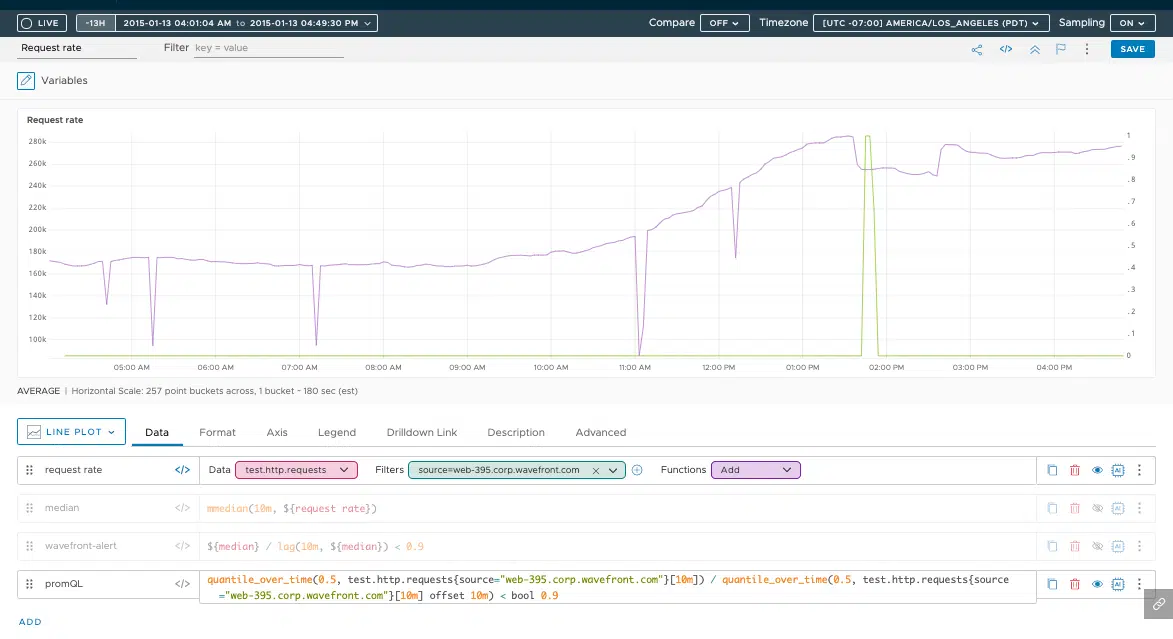 LIVE -13H 2015-01-13 04:01:04 AM to 2015-01-13 04:49:30 PM Compare OFF Timezone [UTC -07:00] AMERICA/LOS_ANGELES (PDT) Sampling ON
Request rate Filter key = value </> SAVE
Variables
Request rate
280k
260k
240k
220k
200k
180k
160k
140k
120k
100k
1
.9
.8
.7
.6
.5
.4
.3
.2
.1
0
05:00 AM 06:00 AM 07:00 AM 08:00 AM 09:00 AM 10:00 AM 11:00 AM 12:00 PM 01:00 PM 02:00 PM 03:00 PM 04:00 PM
AVERAGE | Horizontal Scale: 257 point buckets across, 1 bucket ~ 180 sec (est)
LINE PLOT Data Format Axis Legend Drilldown Link Description Advanced
request rate </> Data test.http.requests Filters source=web-395.corp.wavefront.com Functions Add AI
median </> mmedian(10m, ${request rate}) AI
wavefront-alert </> ${median} / lag(10m, ${median}) < 0.9 AI
promQL </> quantile_over_time(0.5, test.http.requests{source="web-395.corp.wavefront.com"}[10m]) / quantile_over_time(0.5, test.http.requests{source AI
="web-395.corp.wavefront.com"}[10m] offset 10m) < bool 0.9
ADD